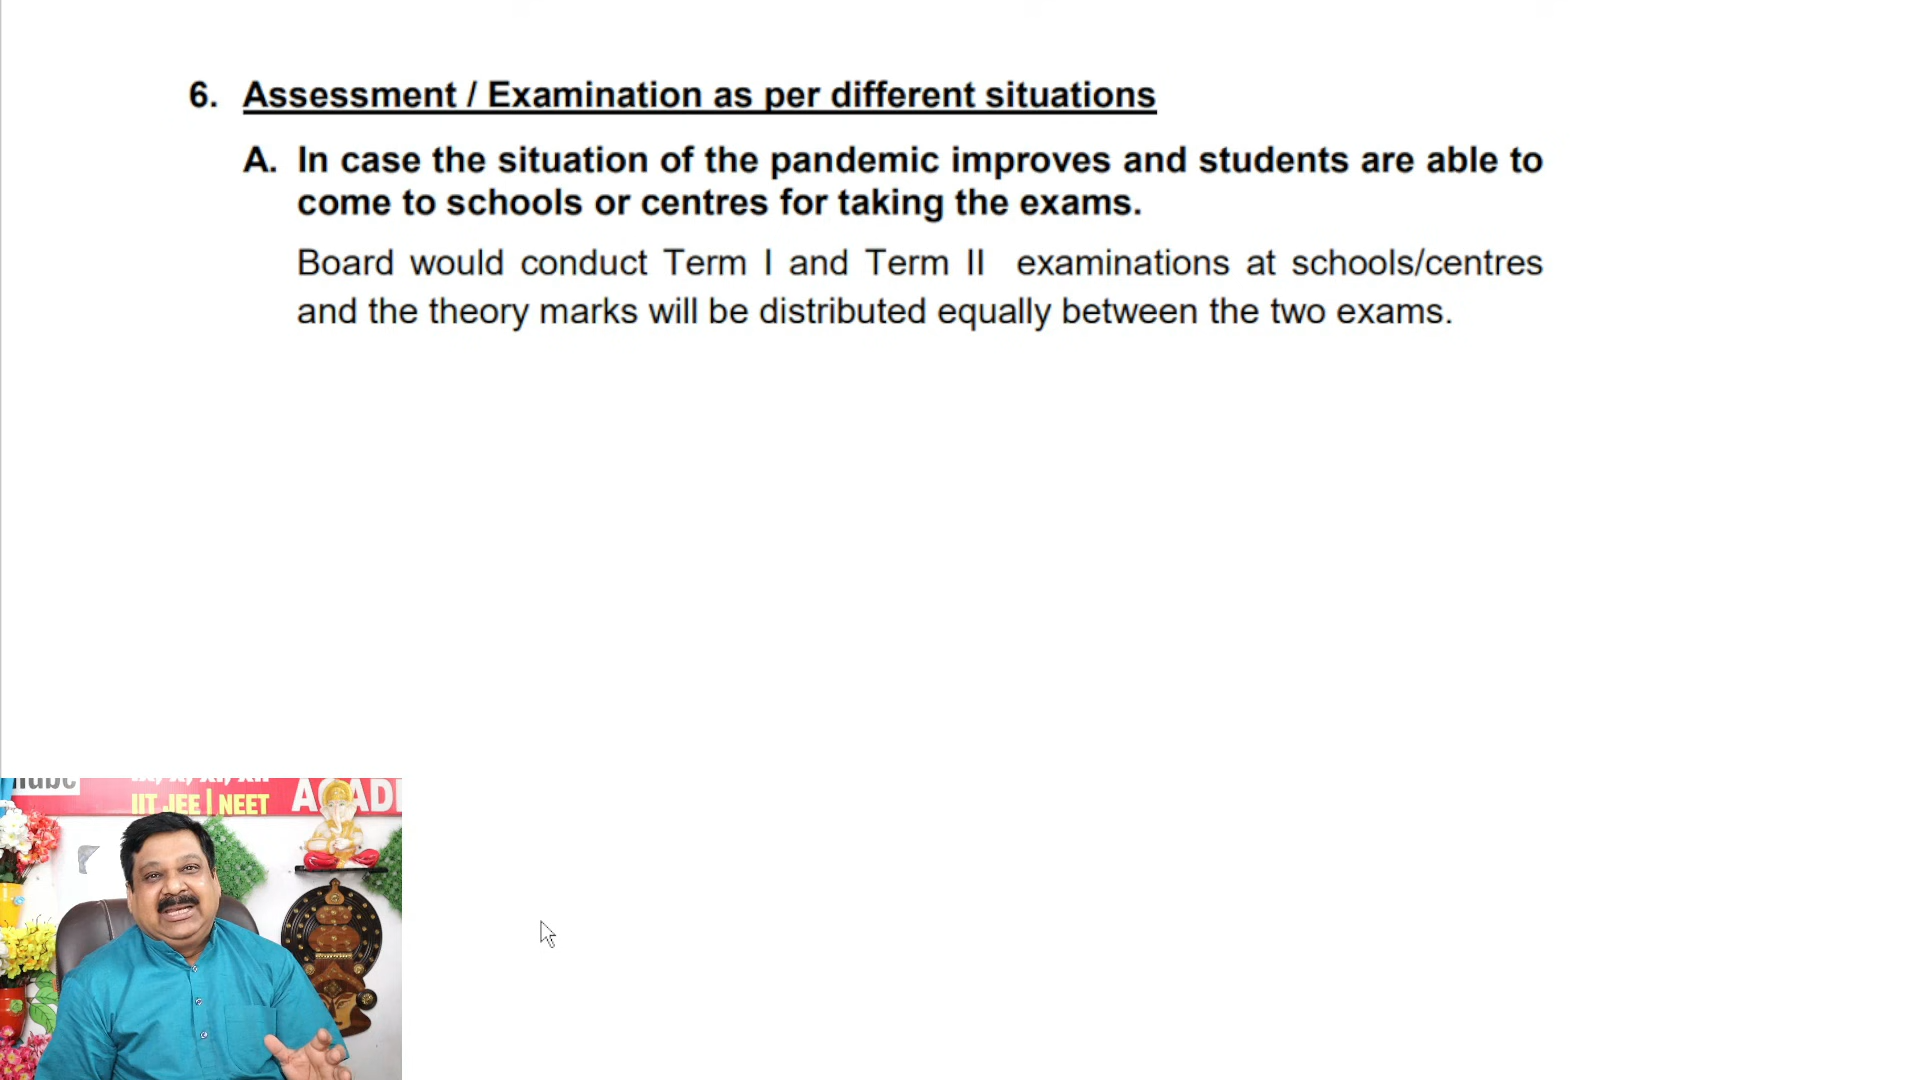 6. Assessment / Examination as per different situations
A. In case the situation of the pandemic improves and students are able to
come to schools or centres for taking the exams.
Board would conduct Term I and Term II examinations at schools/centres
and the theory marks will be distributed equally between the two exams.
IIT JEE | NEET